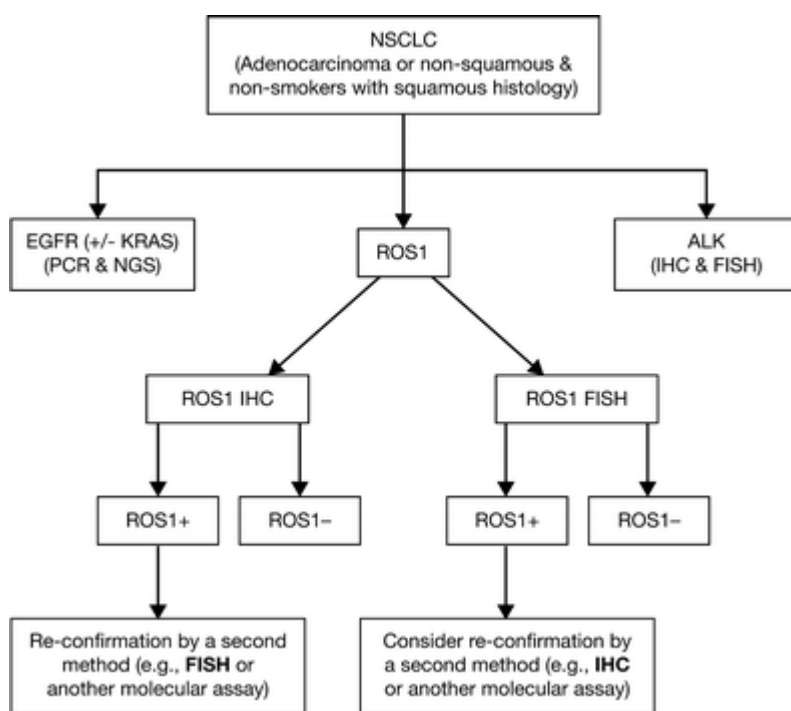 NSCLC
(Adenocarcinoma or non-squamous &
non-smokers with squamous histology)
EGFR (+/- KRAS)
(PCR & NGS)
ROS1
ALK
(IHC & FISH)
ROS1 IHC
ROS1 FISH
ROS1+
ROS1–
ROS1+
ROS1–
Re-confirmation by a second
method (e.g., FISH or
another molecular assay)
Consider re-confirmation by
a second method (e.g., IHC
or another molecular assay)